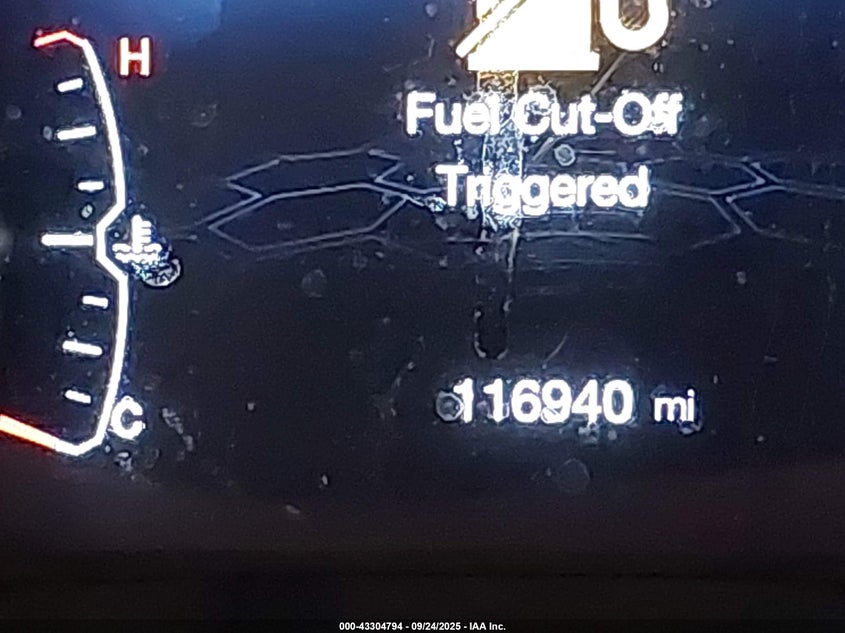 H
Fuel Cut-Off
Triggered
C
116940 mi
000-43304794 - 09/24/2025 - IAA Inc.